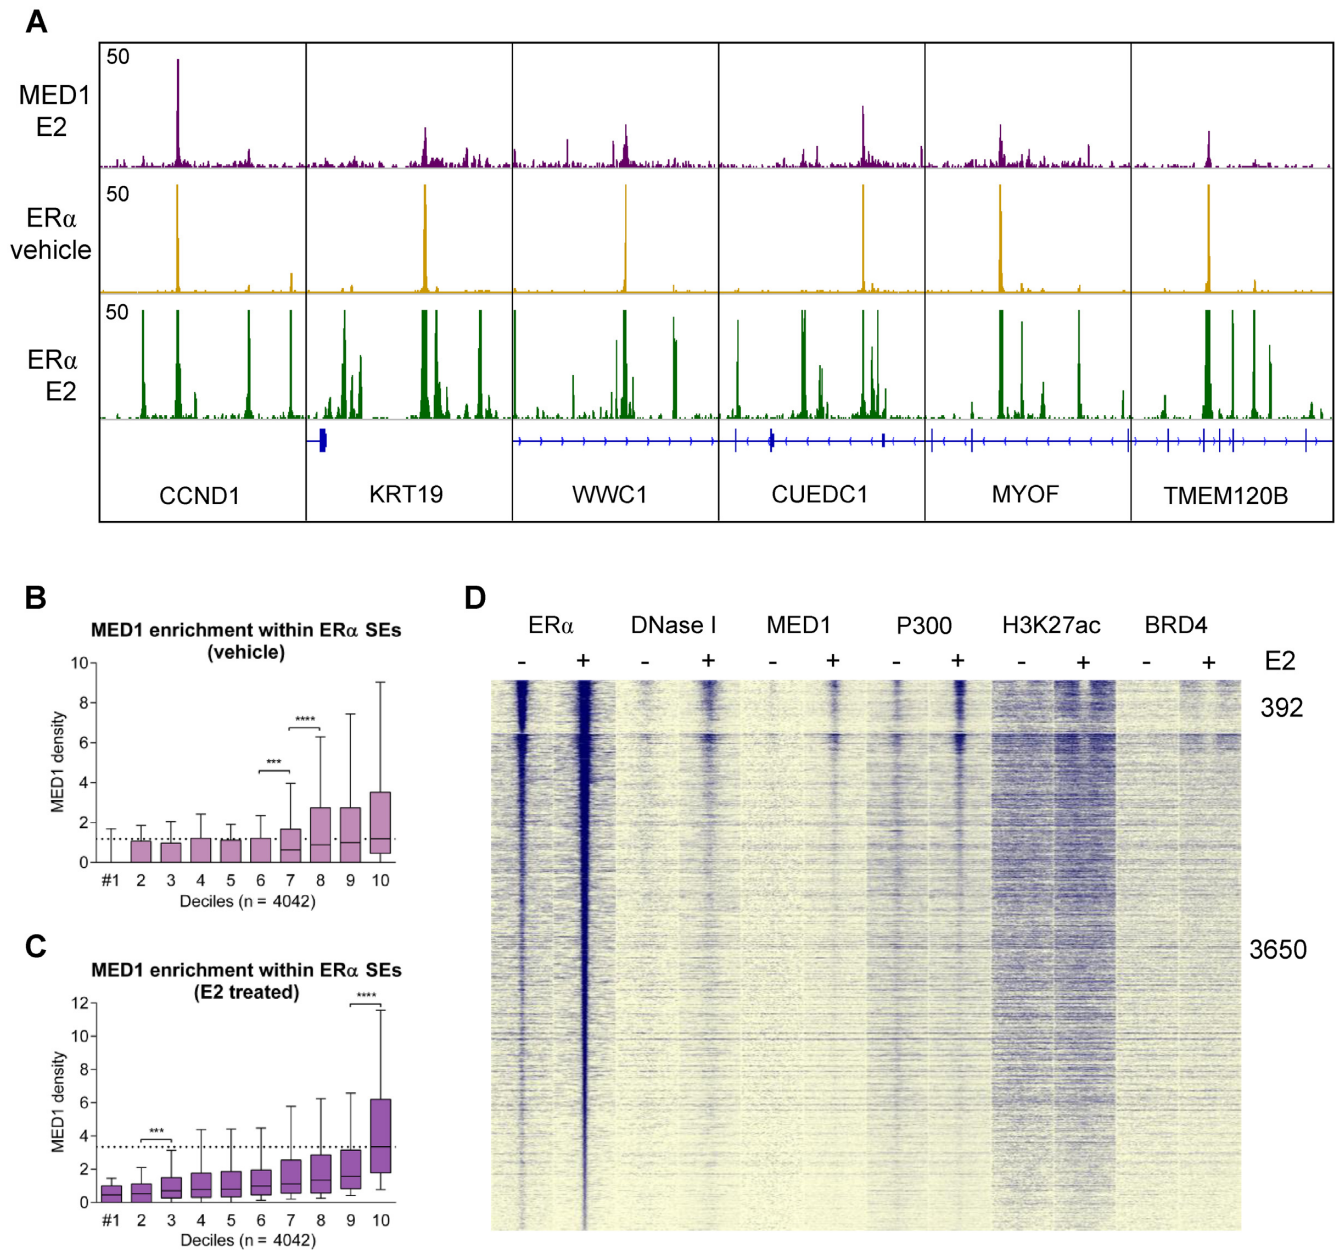 A
50
MED1
E2
50
ERα
vehicle
50
ERα
E2
CCND1 KRT19 WWC1 CUEDC1 MYOF TMEM120B
B
MED1 enrichment within ERα SEs
(vehicle)
MED1 density
10
8
6
4
2
0
***
****
#1 2 3 4 5 6 7 8 9 10
Deciles (n = 4042)
C
MED1 enrichment within ERα SEs
(E2 treated)
MED1 density
12
10
8
6
4
2
0
***
****
#1 2 3 4 5 6 7 8 9 10
Deciles (n = 4042)
D
ERα DNase I MED1 P300 H3K27ac BRD4
- + - + - + - + - + - + E2
392
3650